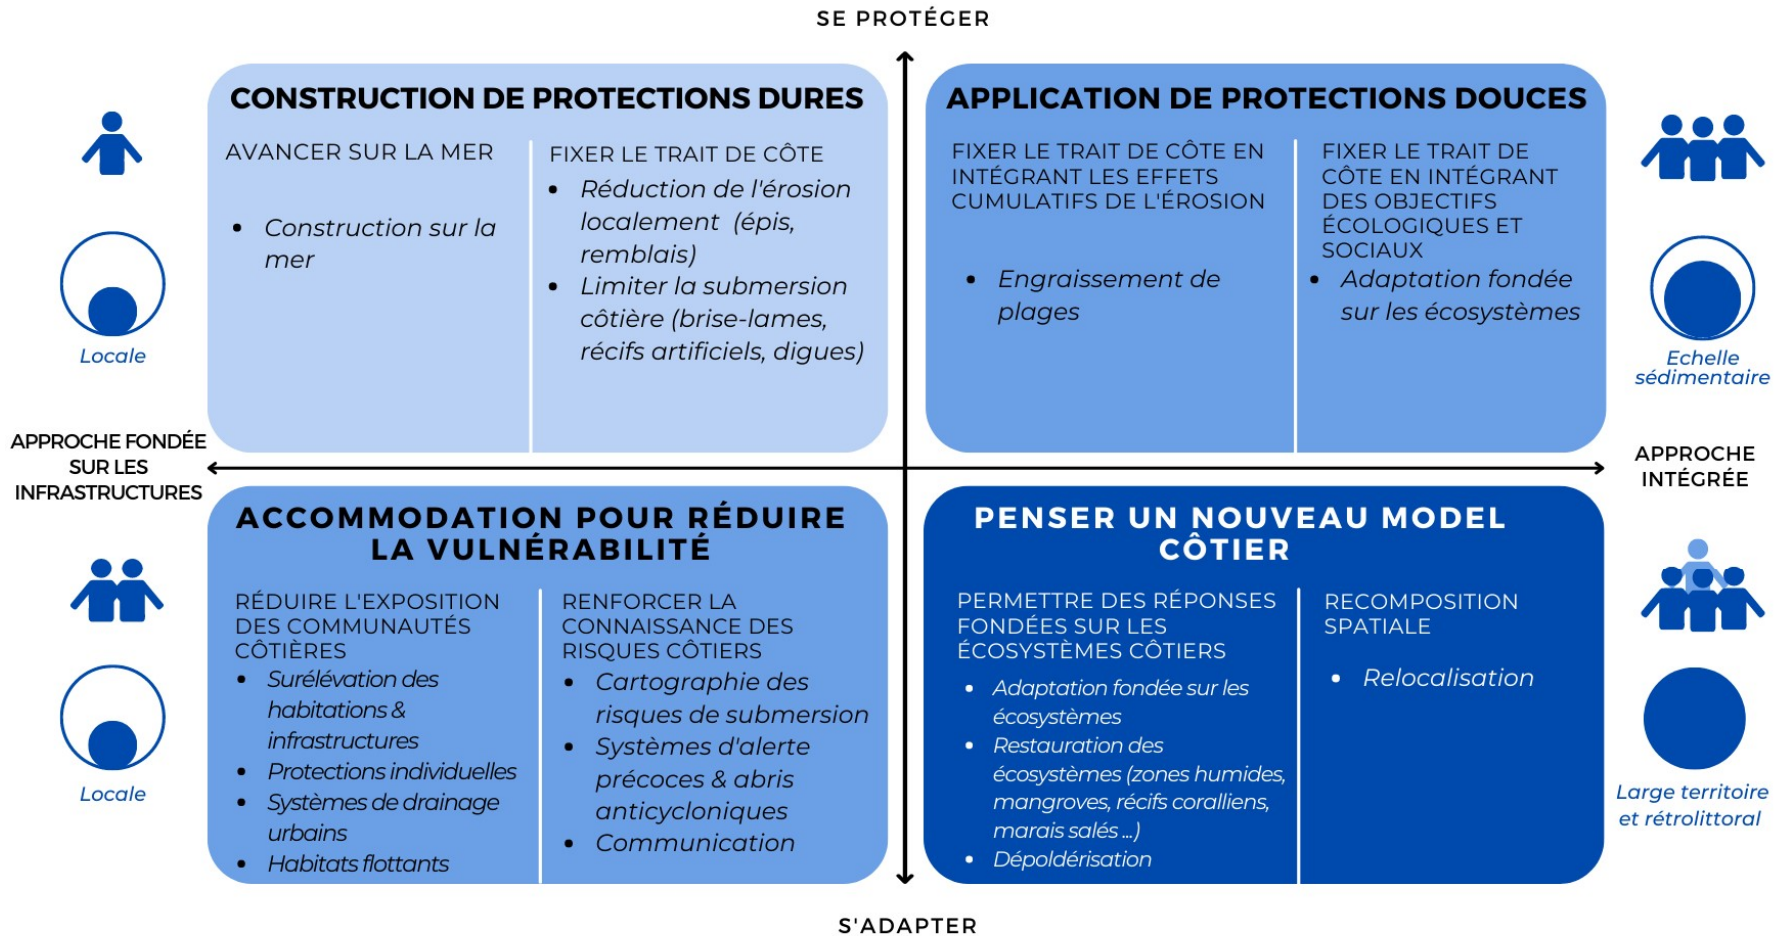 SE PROTÉGER
CONSTRUCTION DE PROTECTIONS DURES
AVANCER SUR LA MER
• Construction sur la
mer
FIXER LE TRAIT DE CÔTE
• Réduction de l'érosion
localement (épis,
remblais)
• Limiter la submersion
côtière (brise-lames,
récifs artificiels, digues)
Locale
APPLICATION DE PROTECTIONS DOUCES
FIXER LE TRAIT DE CÔTE EN
INTÉGRANT LES EFFETS
CUMULATIFS DE L'ÉROSION
• Engraissement de
plages
FIXER LE TRAIT DE
CÔTE EN INTÉGRANT
DES OBJECTIFS
ÉCOLOGIQUES ET
SOCIAUX
• Adaptation fondée
sur les écosystèmes
Echelle
sédimentaire
APPROCHE FONDÉE
SUR LES
INFRASTRUCTURES
APPROCHE
INTÉGRÉE
ACCOMMODATION POUR RÉDUIRE
LA VULNÉRABILITÉ
RÉDUIRE L'EXPOSITION
DES COMMUNAUTÉS
CÔTIÈRES
• Surélévation des
habitations &
infrastructures
• Protections individuelles
• Systèmes de drainage
urbains
• Habitats flottants
RENFORCER LA
CONNAISSANCE DES
RISQUES CÔTIERS
• Cartographie des
risques de submersion
• Systèmes d'alerte
précoces & abris
anticycloniques
• Communication
Locale
PENSER UN NOUVEAU MODEL
CÔTIER
PERMETTRE DES RÉPONSES
FONDÉES SUR LES
ÉCOSYSTÈMES CÔTIERS
• Adaptation fondée sur les
écosystèmes
• Restauration des
écosystèmes (zones humides,
mangroves, récifs coralliens,
marais salés ...)
• Dépoldérisation
RECOMPOSITION
SPATIALE
• Relocalisation
Large territoire
et rétrolittoral
S'ADAPTER